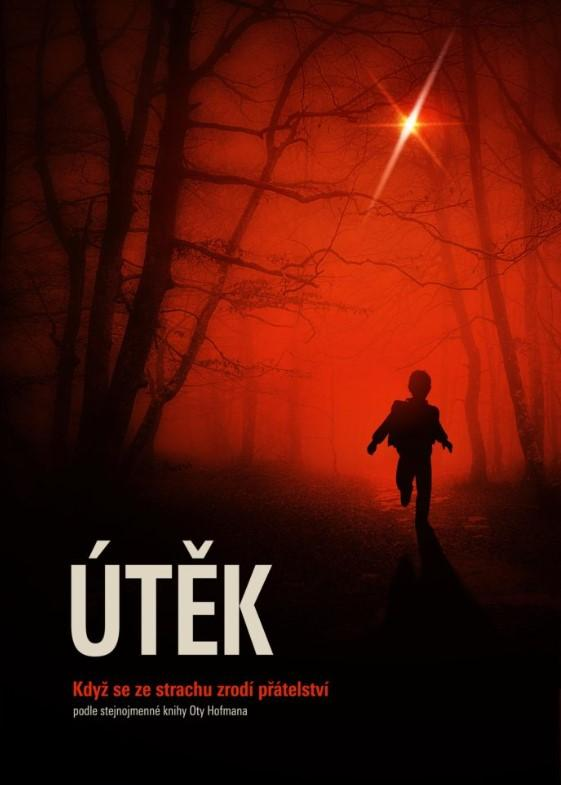 ÚTĚK
Když se ze strachu zrodí přátelství
podle stejnojmenné knihy Oty Hofmana